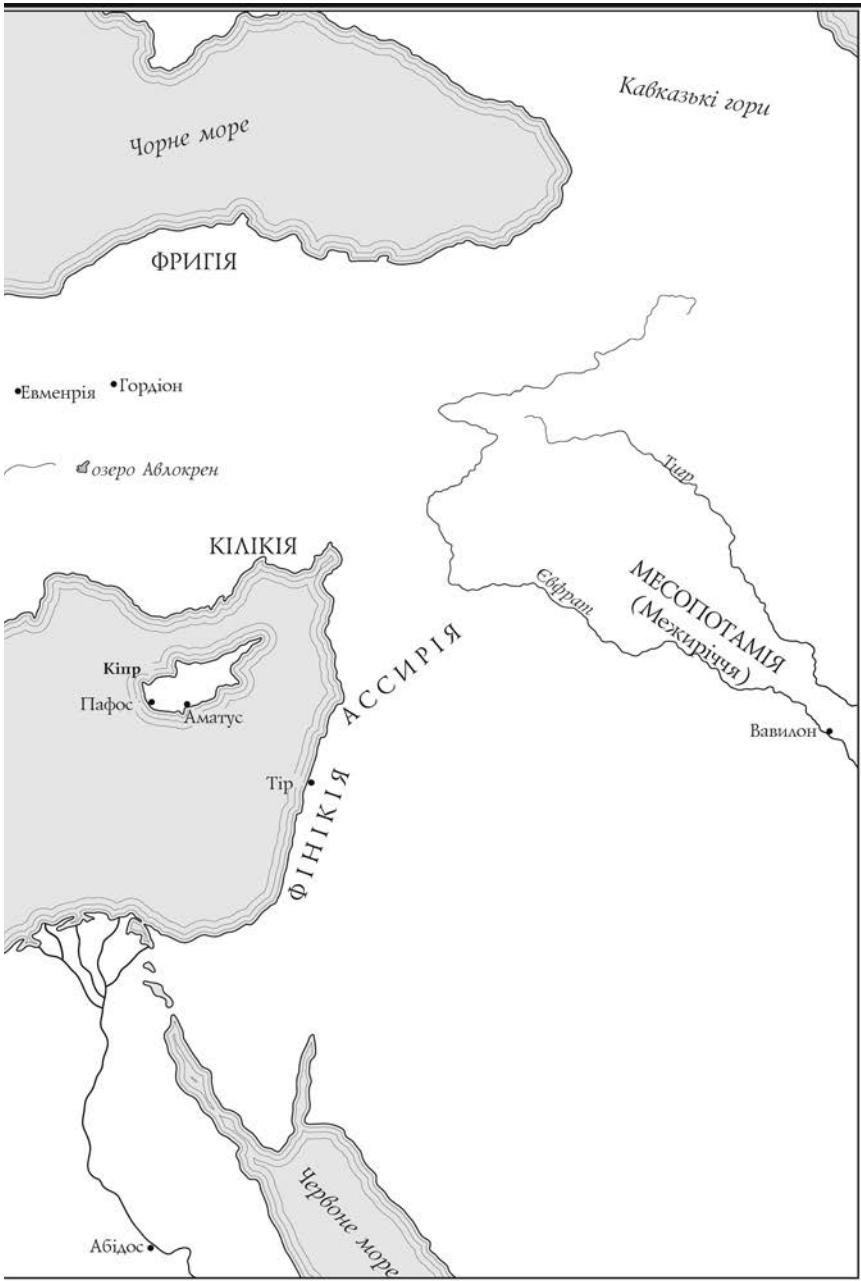 Кавказькі гори
Чорне море
ФРИГІЯ
Евменрія
Гордіон
озеро Авлокрен
Тигр
КІЛІКІЯ
Євфрат
МЕСОПОТАМІЯ
(Межиріччя)
АССИРІЯ
Кіпр
Пафос
Аматус
Вавилон
Тір
ФІНІКІЯ
Червоне море
Абідос